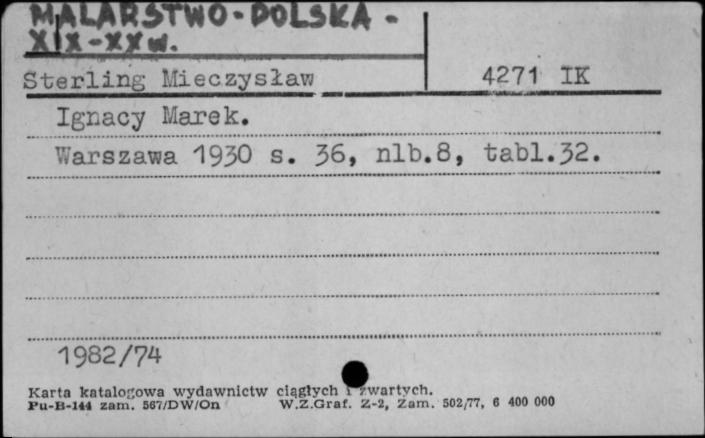 MALARSTWO-POLSKA -
XIX-XX w.
Sterling Mieczysław 4271 IK
Ignacy Marek.
Warszawa 1930 s. 36, nlb.8, tabl.32.
1982/74
Karta katalogowa wydawnictw ciągłych i zwartych.
Pu-B-144 zam. 567/DW/On W.Z.Graf. Z-2, Zam. 502/77, 6 400 000